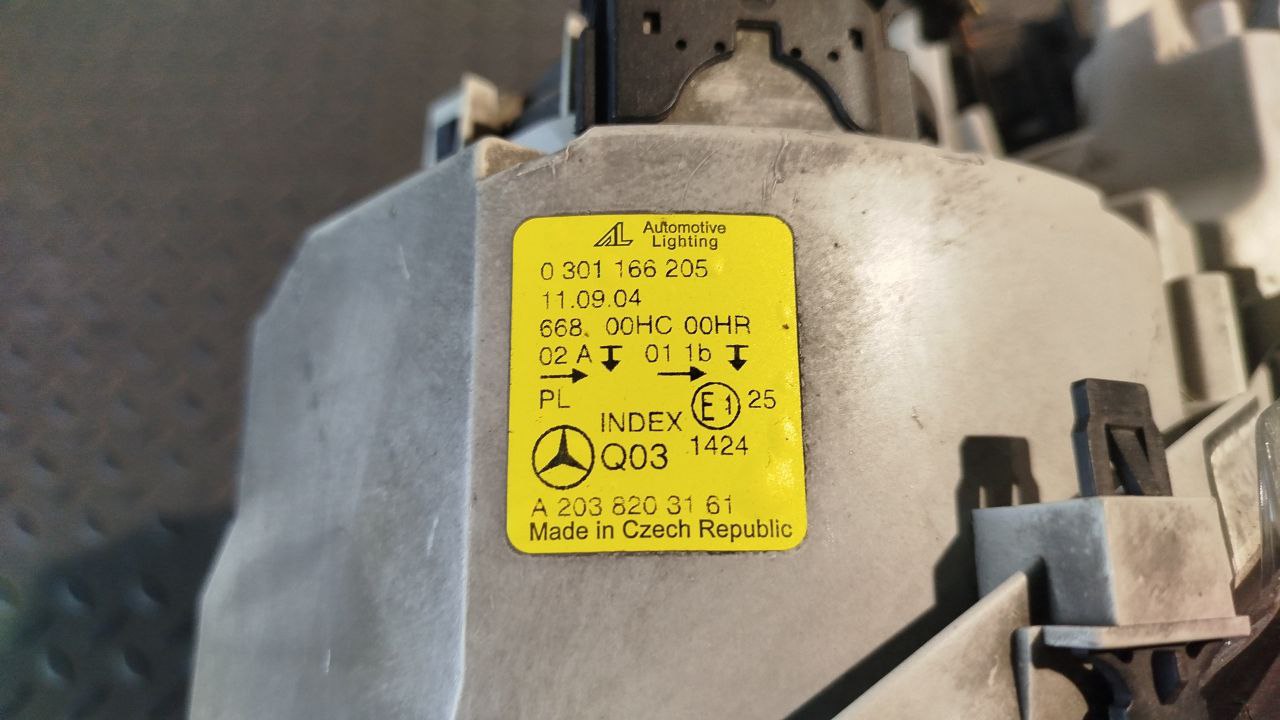 AL Automotive
Lighting
0 301 166 205
11.09.04
668. 00HC 00HR
02 A 01 1b
PL E1 25
INDEX 1424
Q03
A 203 820 31 61
Made in Czech Republic